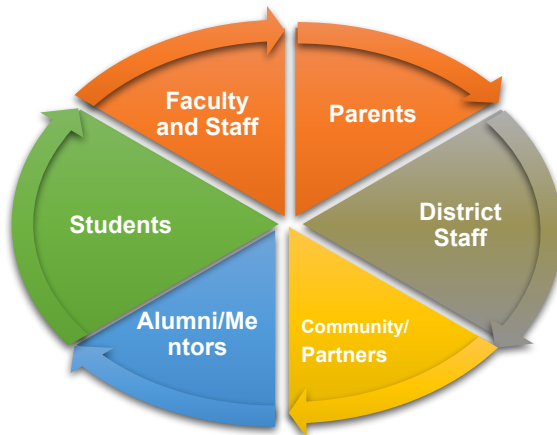 Faculty
and Staff
Parents
District
Staff
Community/
Partners
Alumni/Me
ntors
Students